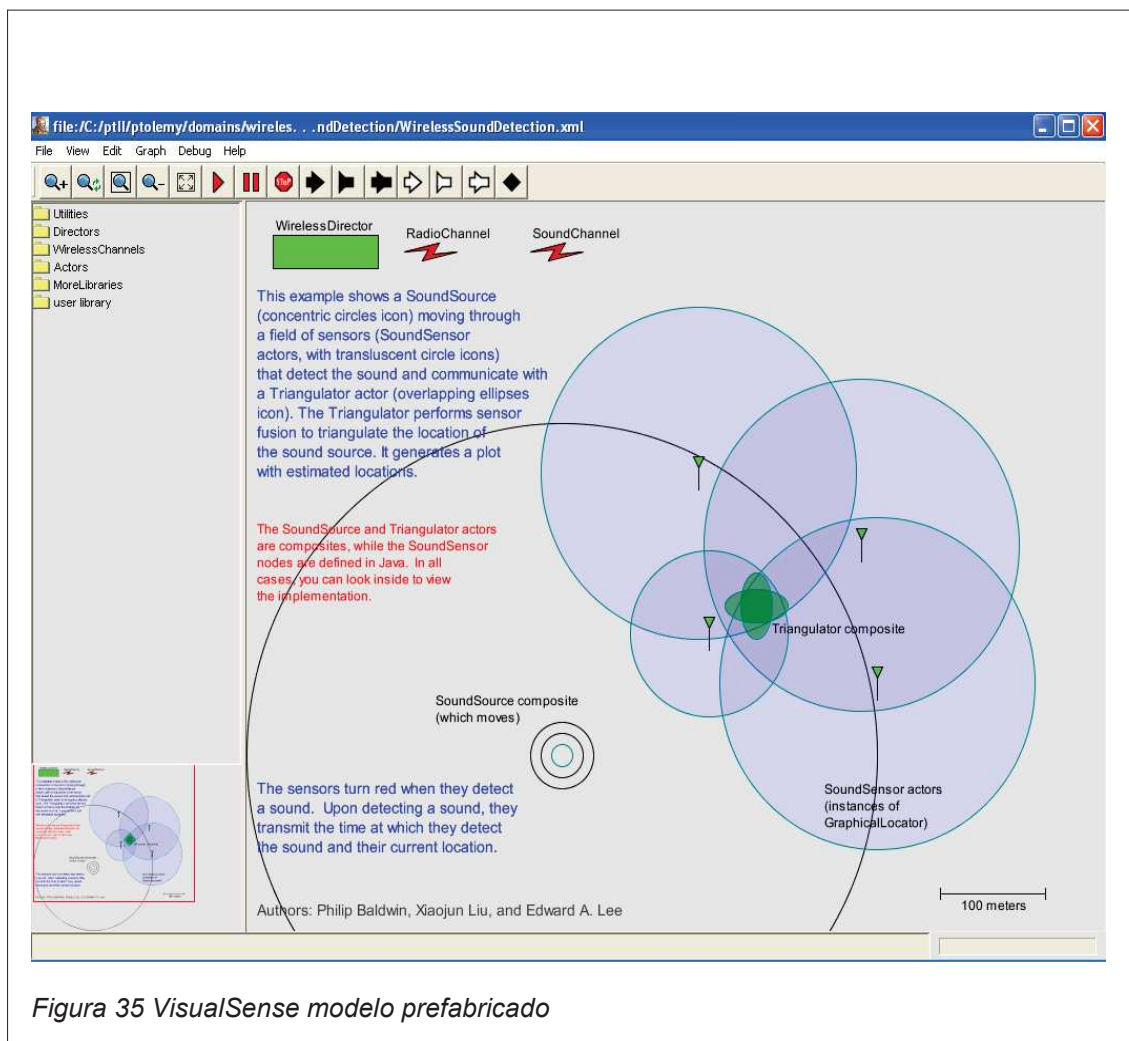 file:/C:/ptII/ptolemy/domains/wireles. . .ndDetection/WirelessSoundDetection.xml
File View Edit Graph Debug Help
STOP
Utilities
Directors
WirelessChannels
Actors
MoreLibraries
user library
WirelessDirector
RadioChannel
SoundChannel
This example shows a SoundSource
(concentric circles icon) moving through
a field of sensors (SoundSensor
actors, with transluscent circle icons)
that detect the sound and communicate with
a Triangulator actor (overlapping ellipses
icon). The Triangulator performs sensor
fusion to triangulate the location of
the sound source. It generates a plot
with estimated locations.
The SoundSource and Triangulator actors
are composites, while the SoundSensor
nodes are defined in Java. In all
cases, you can look inside to view
the implementation.
Triangulator composite
SoundSource composite
(which moves)
The sensors turn red when they detect
a sound. Upon detecting a sound, they
transmit the time at which they detect
the sound and their current location.
SoundSensor actors
(instances of
GraphicalLocator)
100 meters
Authors: Philip Baldwin, Xiaojun Liu, and Edward A. Lee
Figura 35 VisualSense modelo prefabricado